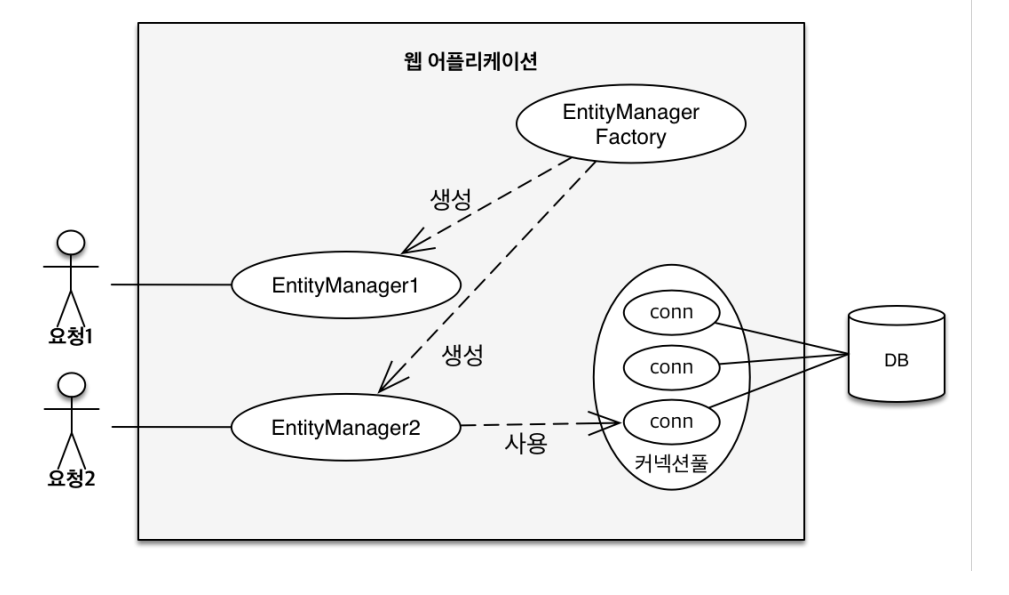 웹 어플리케이션
EntityManager
Factory
생성
EntityManager1
요청1
생성
EntityManager2
사용
요청2
conn
conn
conn
커넥션풀
DB